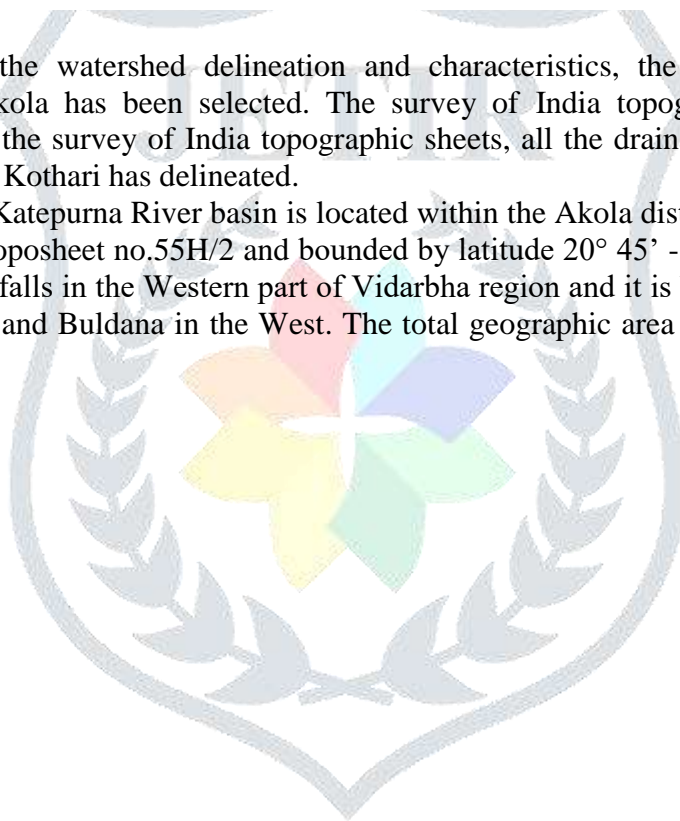 JETIR
the watershed delineation and characteristics, the
kola has been selected. The survey of India topog
the survey of India topographic sheets, all the drain
Kothari has delineated.
Katepurna River basin is located within the Akola dis
oposheet no.55H/2 and bounded by latitude 20° 45’ -
falls in the Western part of Vidarbha region and it is
and Buldana in the West. The total geographic area